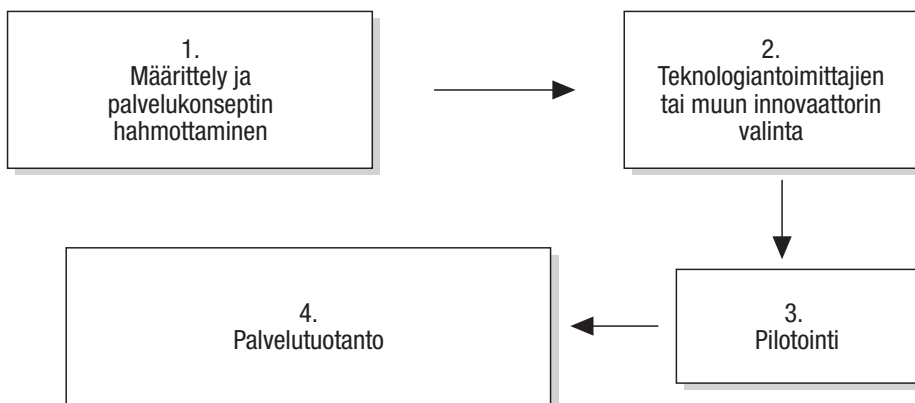 1.
Määrittely ja
palvelukonseptin
hahmottaminen
2.
Teknologiantoimittajien
tai muun innovaattorin
valinta
3.
Pilotointi
4.
Palvelutuotanto